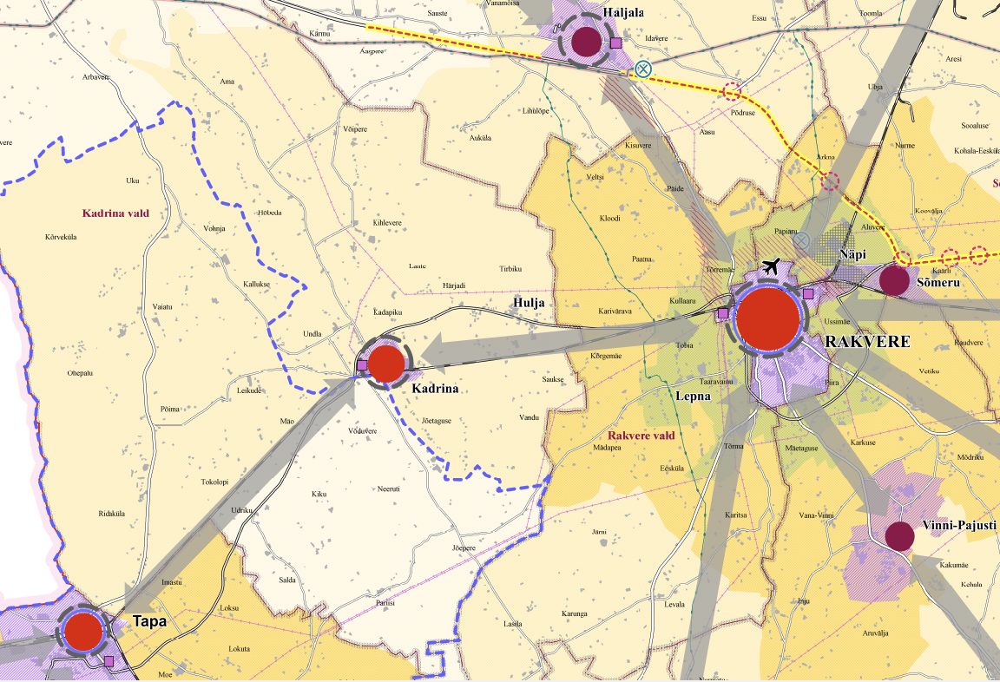 Vanamõisa
Sauste
Haljala
Toomla
Essu
Kärmu
Idavere
Aaspere
Aresi
Arbavere
Ama
Ubja
Lihulõpe
Põdruse
Võipere
Sooaluse
Auküla
Aasu
vere
Kisuvere
Nurme
Kohala-Eesküla
Arkna
Uku
Veltsi
Päide
Kadrina vald
Höbeda
Koovälja
Kloodi
Kihlevere
Vohnja
Aluvere
Papiaru
Kõrveküla
Näpi
Paatna
Lante
Tirbiku
Tõrremäe
Kaarli
Kallukse
Härjadi
Sõmeru
Hulja
Kullaaru
Vaiatu
Kadapiku
Karivärava
Ussimäe
Undla
RAKVERE
Raudvere
Tobia
Kõrgemäe
Ohepalu
Vetiku
Saukse
Taaravainu
Piira
Kadrina
Leikude
Lepna
Põima
Vandu
Mäo
Jõetaguse
Võduvere
Rakvere vald
Karkuse
Mädapea
Tõrma
Mäetaguse
Mõdriku
Eesküla
Tokolopi
Neeruti
Kiku
Udriku
Ridaküla
Karitsa
Vana-Vinni
Vinni-Pajusti
Järni
Jõepere
Kakumäe
Salda
Imastu
Kehala
Inju
Pariisi
Levala
Loksu
Karunga
Tapa
Lasila
Aruvälja
Lokuta
Moe